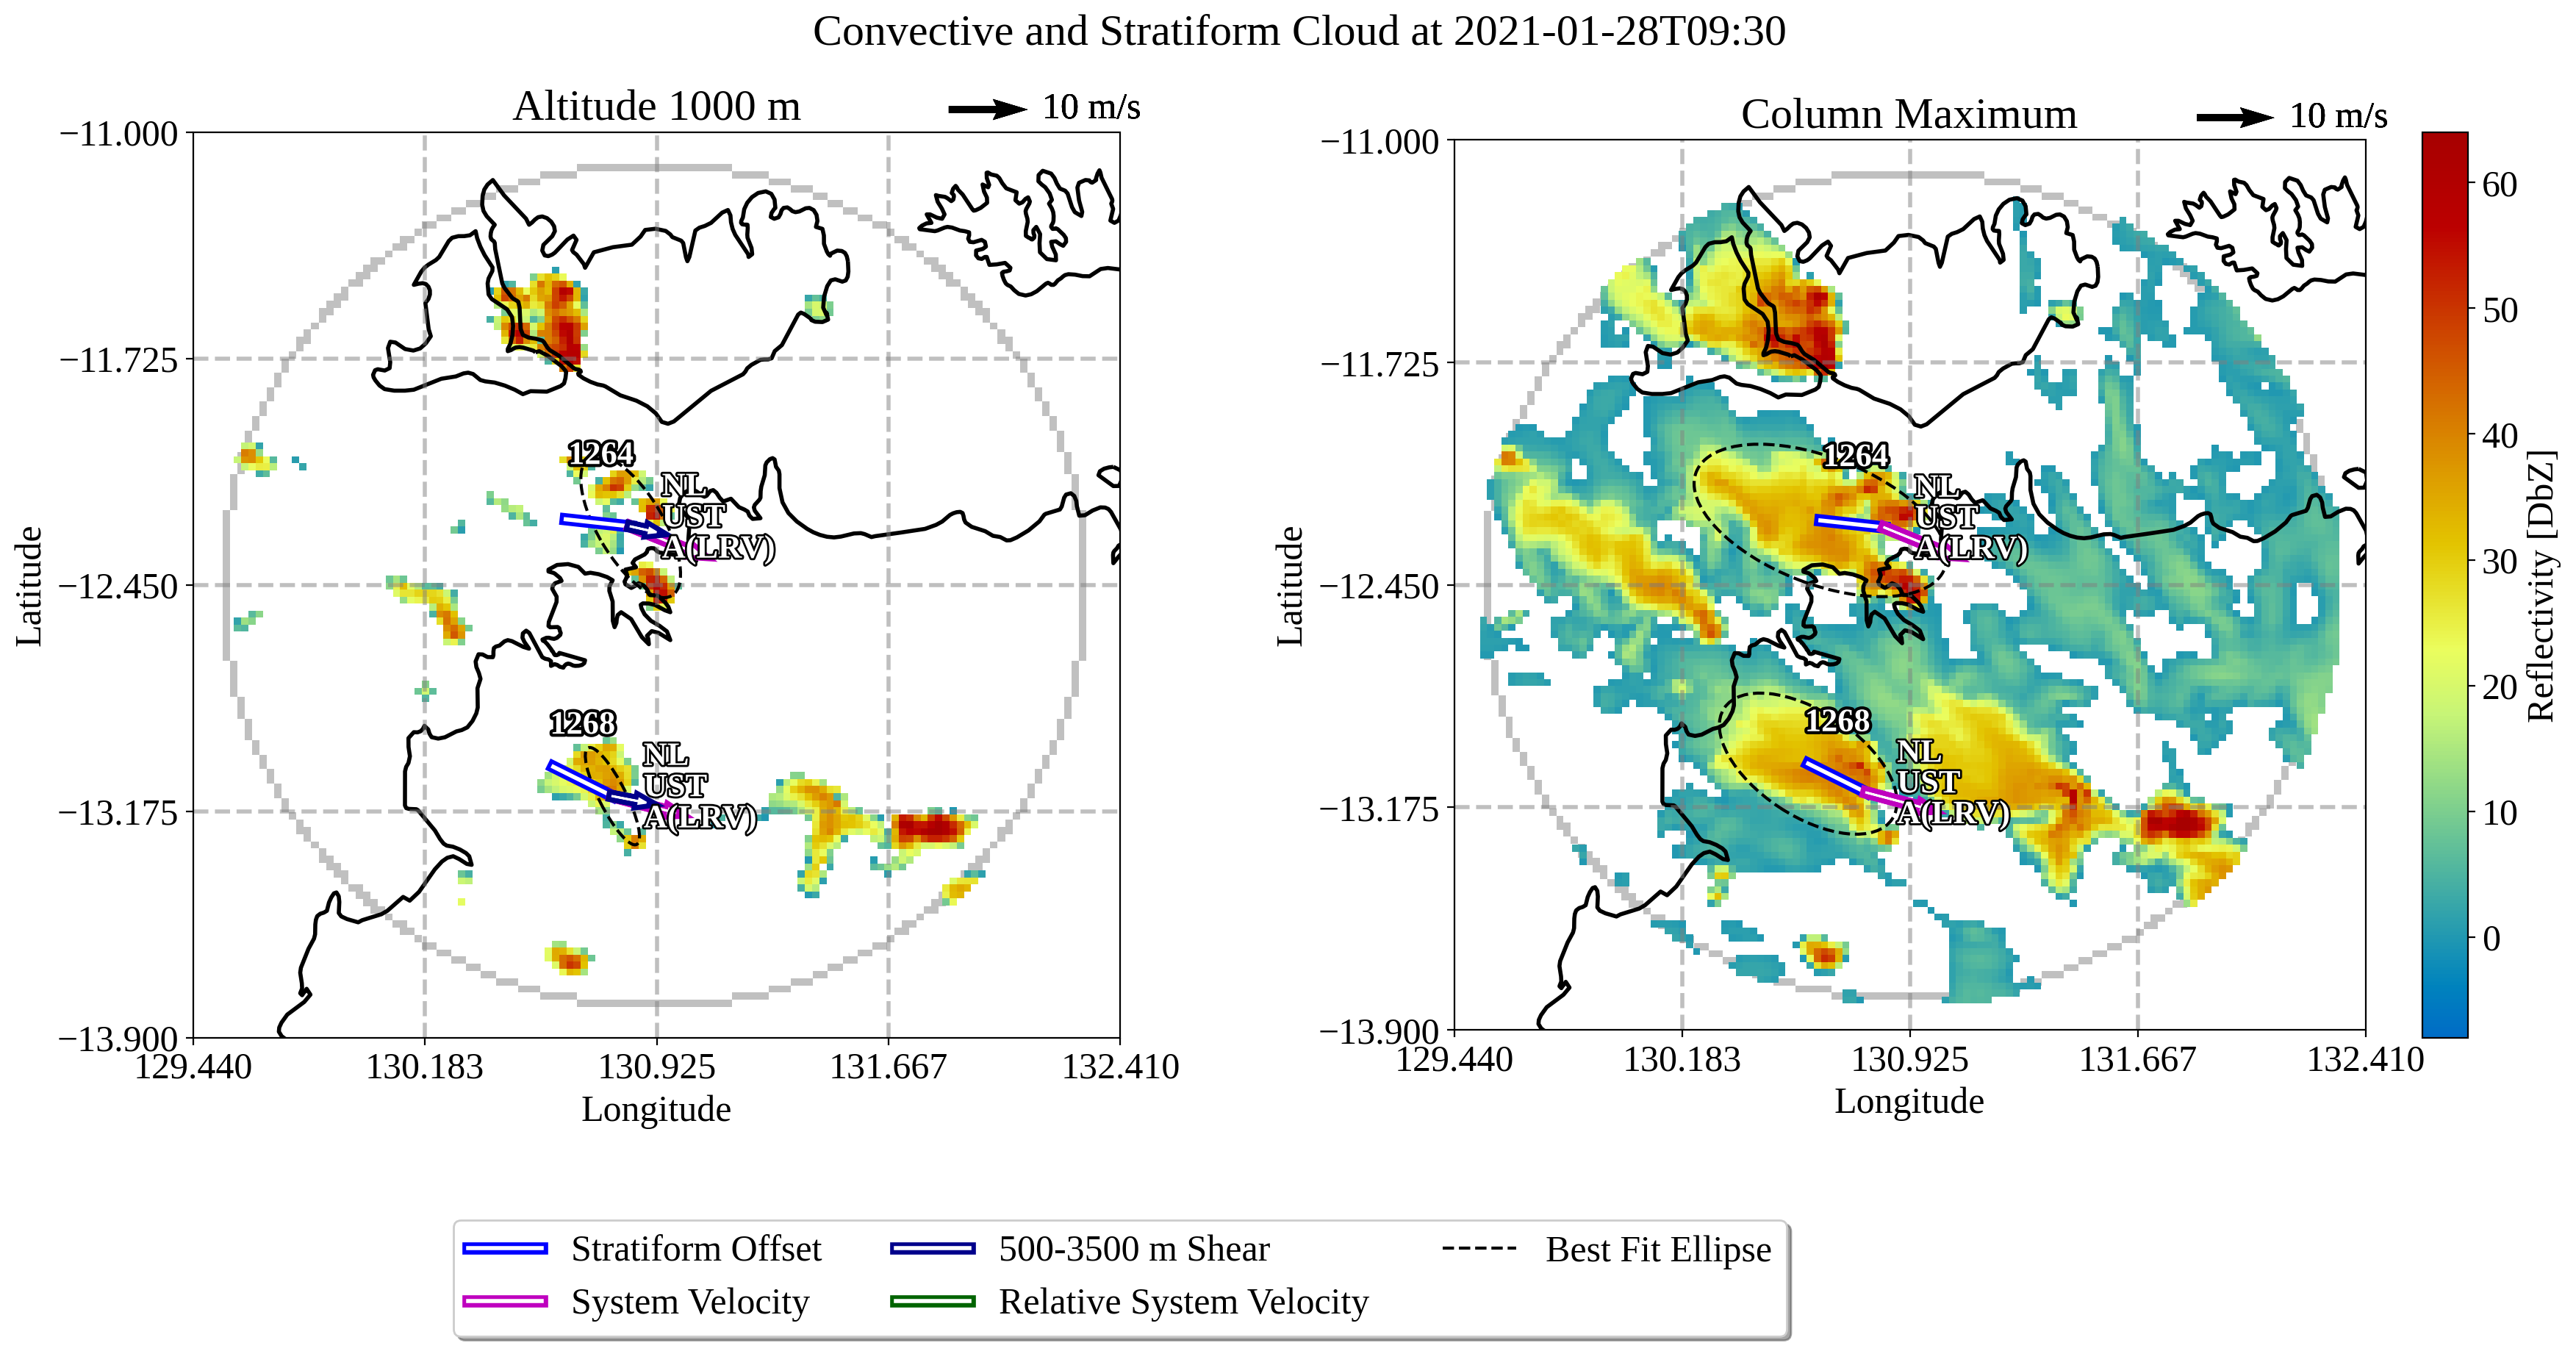 Convective and Stratiform Cloud at 2021-01-28T09:30
Altitude 1000 m
10 m/s
−11.000
−11.725
−12.450
−13.175
−13.900
Latitude
1264
NL
UST
A(LRV)
1268
NL
UST
A(LRV)
129.440
130.183
130.925
131.667
132.410
Longitude
Column Maximum
10 m/s
−11.000
−11.725
−12.450
−13.175
−13.900
Latitude
1264
NL
UST
A(LRV)
1268
NL
UST
A(LRV)
129.440
130.183
130.925
131.667
132.410
Longitude
60
50
40
30
20
10
0
Reflectivity [DbZ]
Stratiform Offset
System Velocity
500-3500 m Shear
Relative System Velocity
Best Fit Ellipse